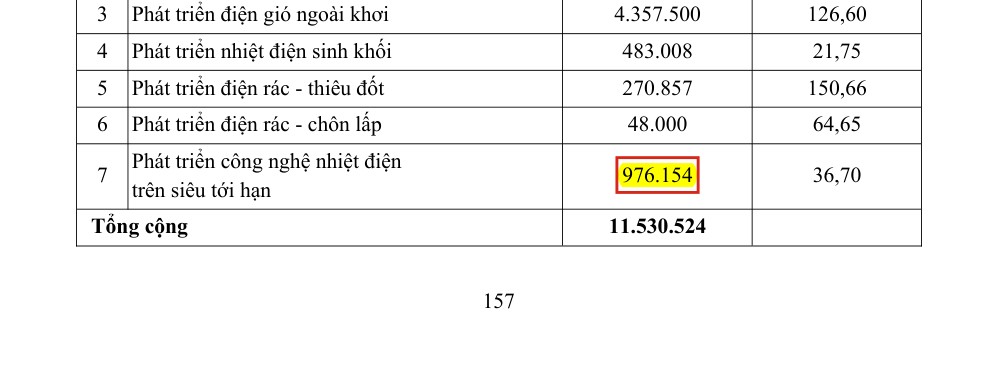 3 Phát triển điện gió ngoài khơi 4.357.500 126,60
4 Phát triển nhiệt điện sinh khối 483.008 21,75
5 Phát triển điện rác - thiêu đốt 270.857 150,66
6 Phát triển điện rác - chôn lấp 48.000 64,65
7 Phát triển công nghệ nhiệt điện
trên siêu tới hạn 976.154 36,70
Tổng cộng 11.530.524
157